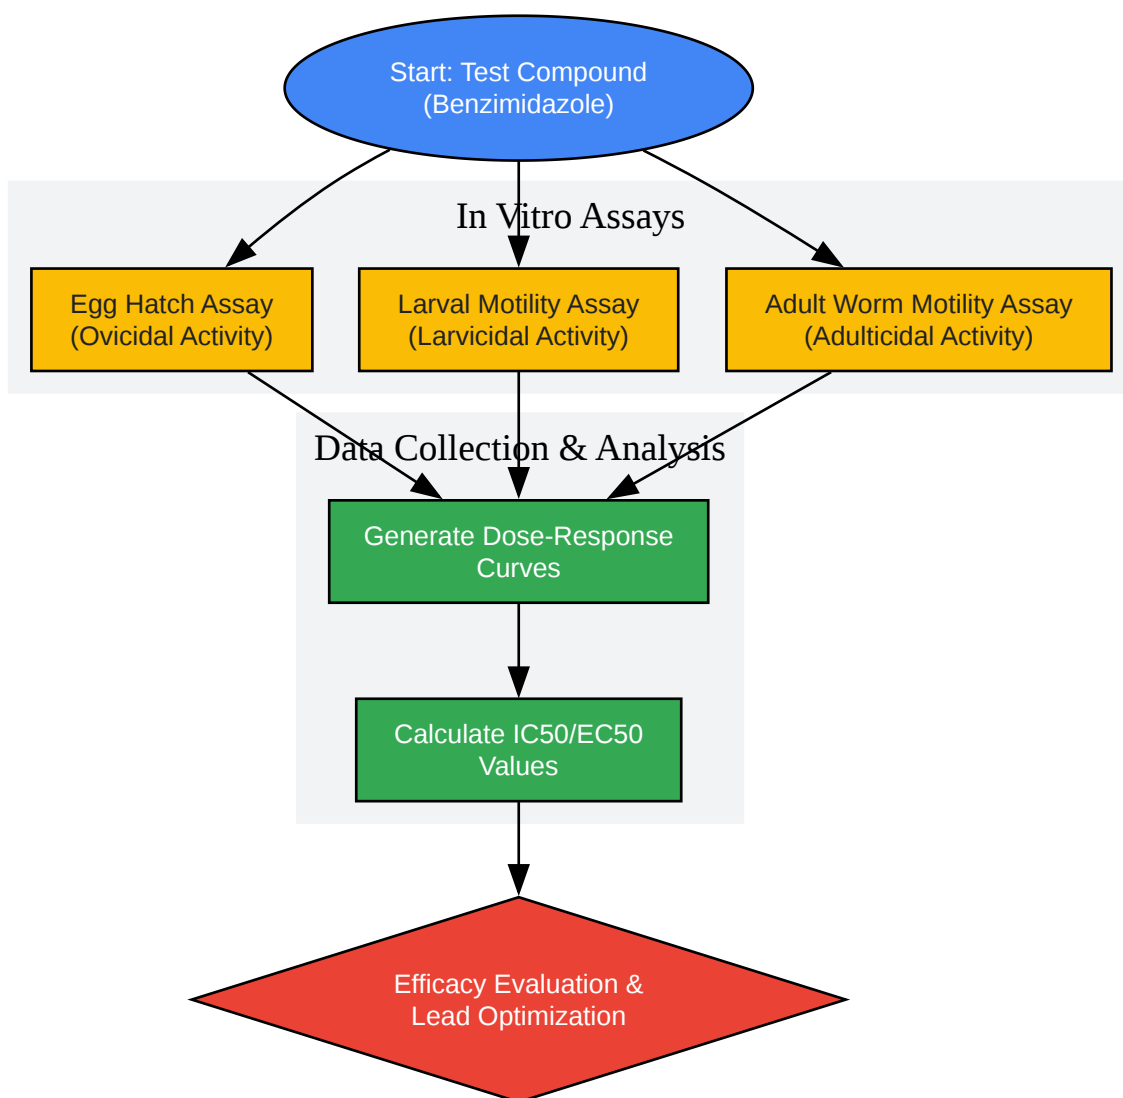 Start: Test Compound
(Benzimidazole)
In Vitro Assays
Egg Hatch Assay
(Ovicidal Activity)
Larval Motility Assay
(Larvicidal Activity)
Adult Worm Motility Assay
(Adulticidal Activity)
Data Collection & Analysis
Generate Dose-Response
Curves
Calculate IC50/EC50
Values
Efficacy Evaluation &
Lead Optimization